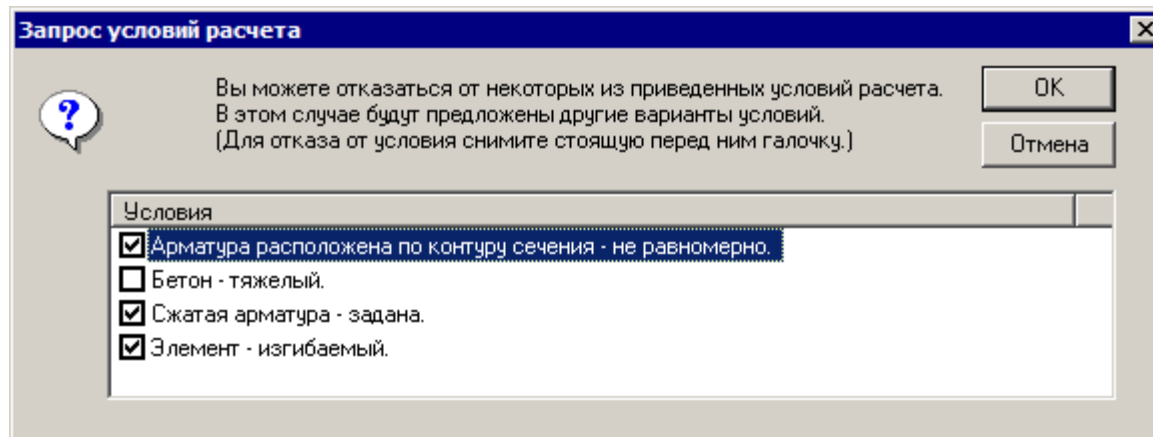 Запрос условий расчета
Вы можете отказаться от некоторых из приведенных условий расчета.
В этом случае будут предложены другие варианты условий.
(Для отказа от условия снимите стоящую перед ним галочку.)
OK
Отмена
Условия
Арматура расположена по контуру сечения - не равномерно.
Бетон - тяжелый.
Сжатая арматура - задана.
Элемент - изгибаемый.